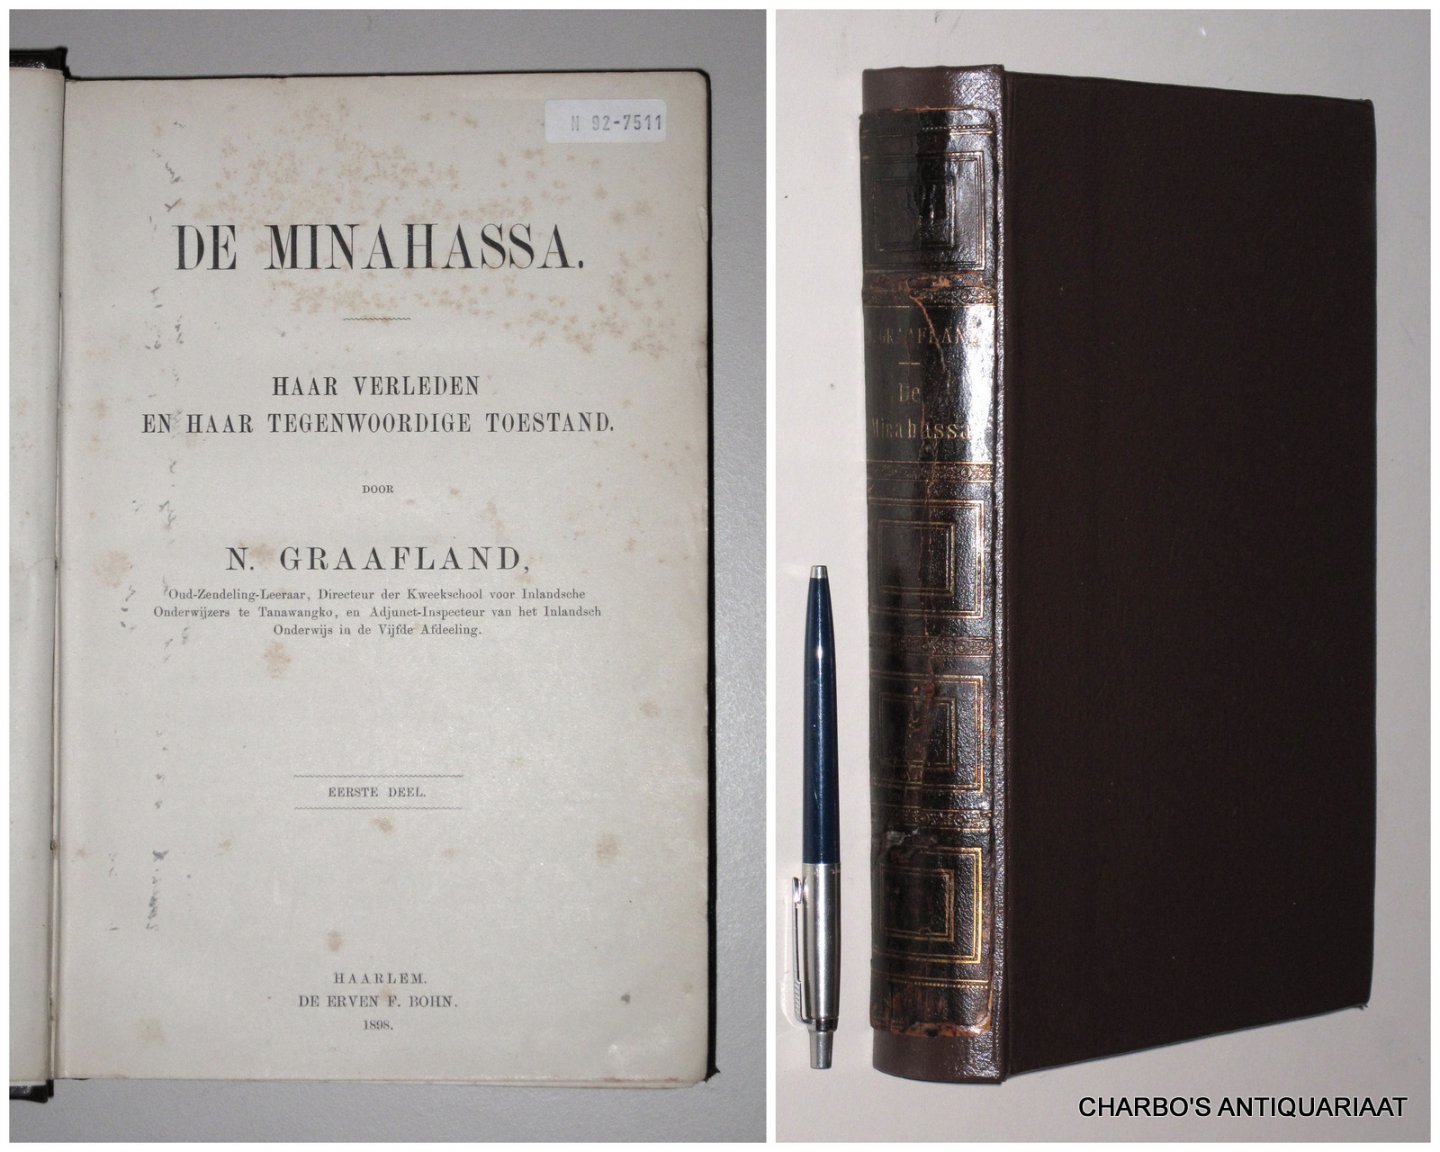 N 92-7511
DE MINAHASSA.
HAAR VERLEDEN
EN HAAR TEGENWOORDIGE TOESTAND.
DOOR
N. GRAAFLAND,
Oud-Zendeling-Leeraar, Directeur der Kweekschool voor Inlandsche
Onderwijzers te Tanawangko, en Adjunct-Inspecteur van het Inlandsch
Onderwijs in de Vijfde Afdeeling.
EERSTE DEEL.
HAARLEM.
DE ERVEN F. BOHN.
1898.
N. GRAAFLAND
De
Minahassa
CHARBO'S ANTIQUARIAAT